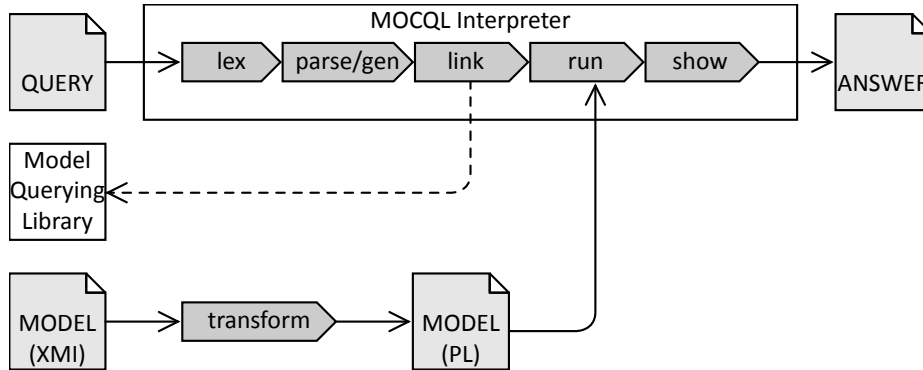 MOCQL Interpreter
QUERY
lex
parse/gen
link
run
show
ANSWER
Model
Querying
Library
MODEL
(XMI)
transform
MODEL
(PL)